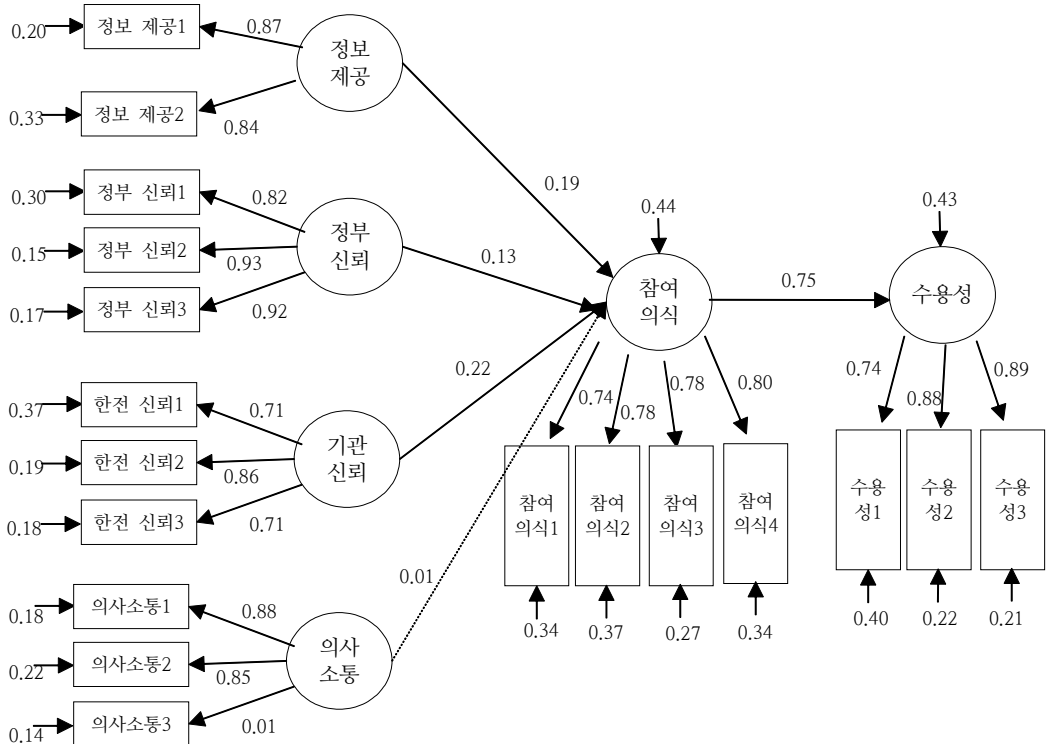 0.20
정보 제공1
0.87
정보
제공
0.33
정보 제공2
0.84
0.19
0.30
정부 신뢰1
0.82
정부
신뢰
0.15
정부 신뢰2
0.93
0.13
0.17
정부 신뢰3
0.92
0.44
참여
의식
0.75
0.43
수용성
0.22
0.37
한전 신뢰1
0.71
기관
신뢰
0.19
한전 신뢰2
0.86
0.18
한전 신뢰3
0.71
0.74
0.78
0.78
0.80
0.74
0.88
0.89
참여
의식1
참여
의식2
참여
의식3
참여
의식4
수용
성1
수용
성2
수용
성3
0.34
0.37
0.27
0.34
0.40
0.22
0.21
0.01
0.18
의사소통1
0.88
의사
소통
0.22
의사소통2
0.85
0.14
의사소통3
0.01